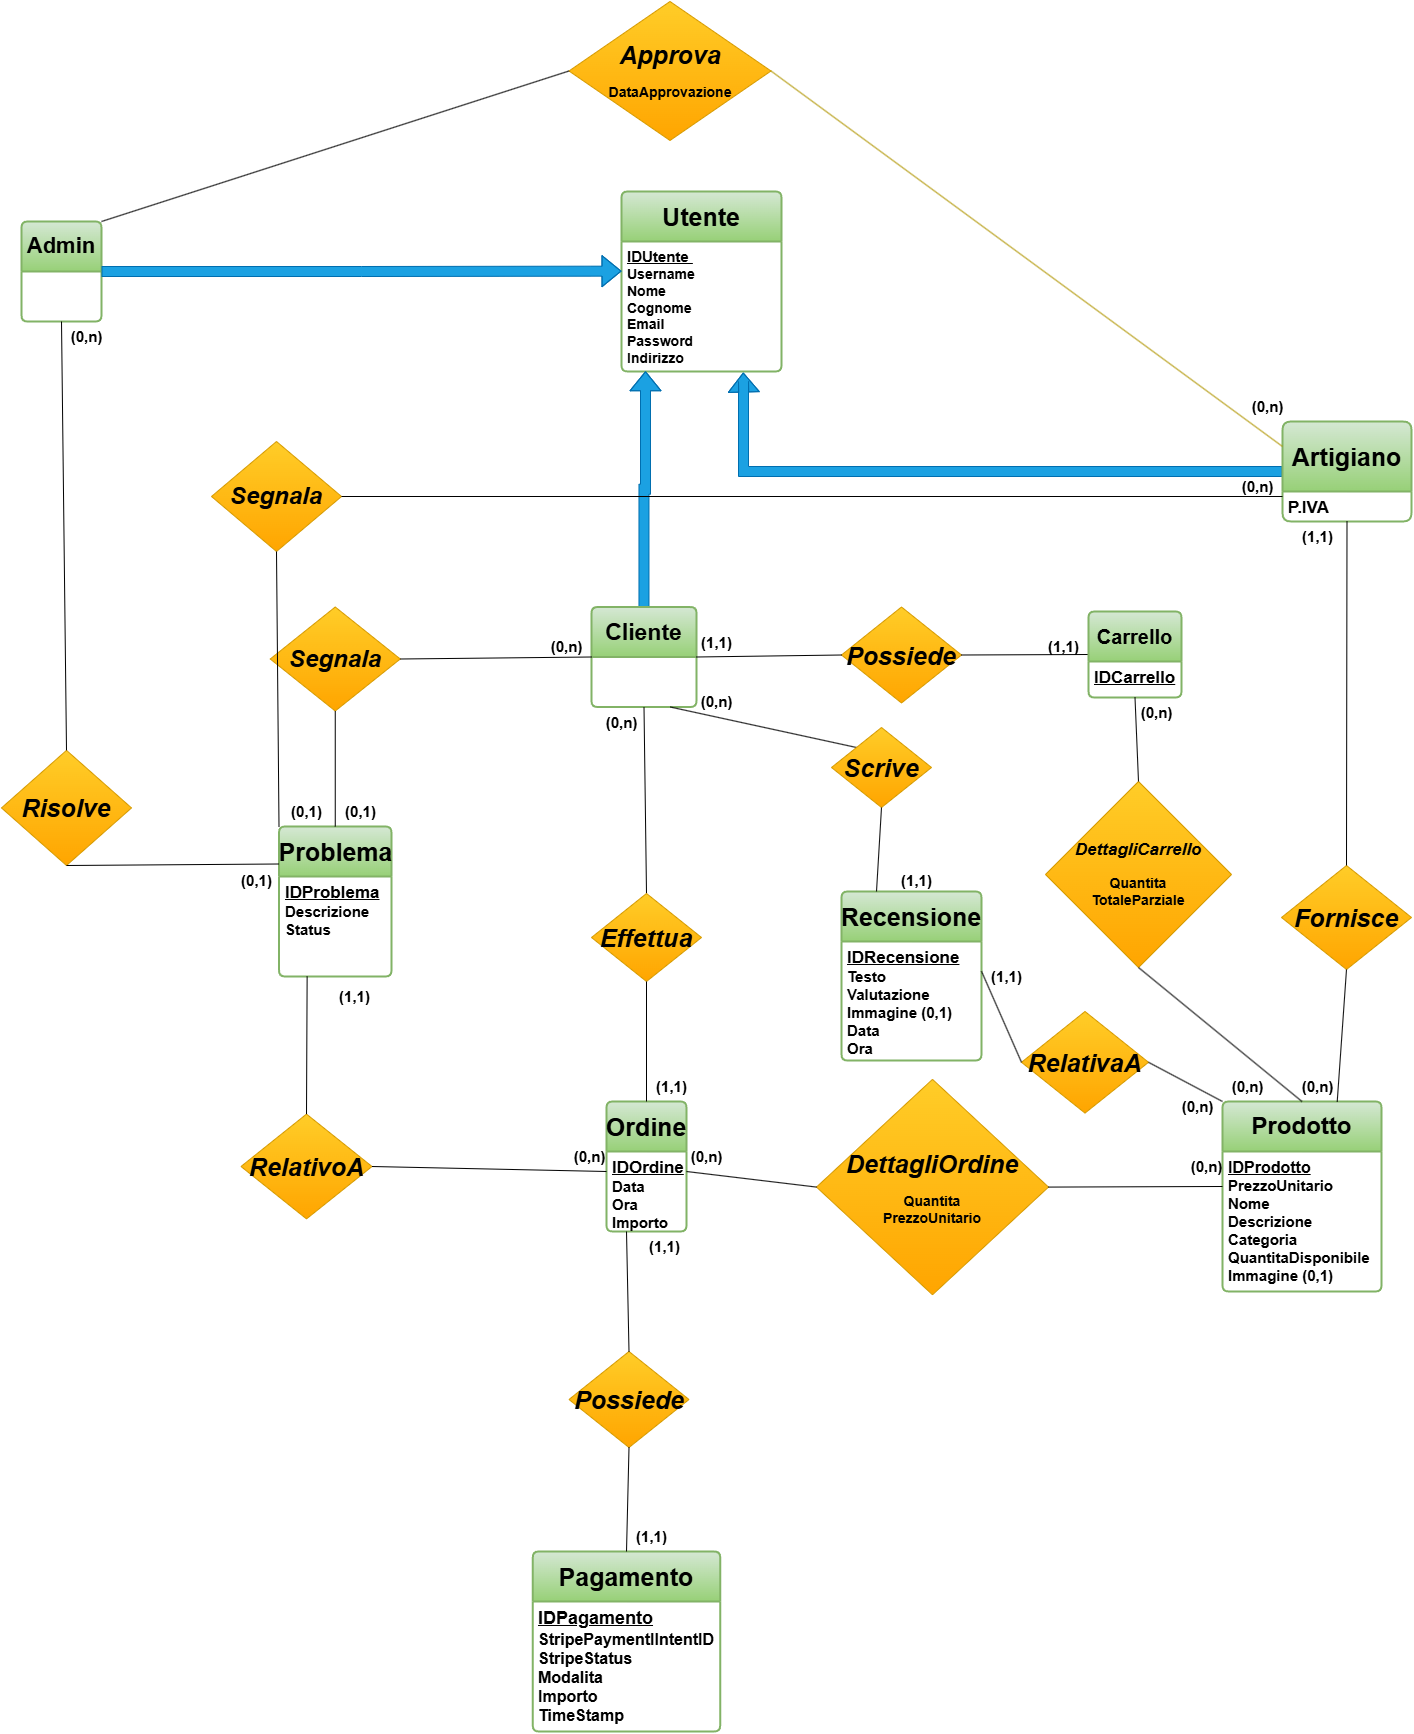 Approva
DataApprovazione
Utente
IDUtente
Username
Nome
Cognome
Email
Password
Indirizzo
Admin
(0,n)
(0,n)
Artigiano
P.IVA
(0,n)
(1,1)
Segnala
Segnala
(0,n)
Cliente
(1,1)
(0,n)
(0,n)
Possiede
(1,1)
Carrello
IDCarrello
(0,n)
Scrive
Risolve
(0,1)
(0,1)
(0,1)
Problema
IDProblema
Descrizione
Status
(1,1)
Effettua
(1,1)
Recensione
IDRecensione
Testo
Valutazione
Immagine (0,1)
Data
Ora
(1,1)
DettagliCarrello
Quantita
TotaleParziale
Fornisce
RelativaA
(0,n)
(0,n)
(0,n)
(0,n)
Prodotto
IDProdotto
PrezzoUnitario
Nome
Descrizione
Categoria
QuantitaDisponibile
Immagine (0,1)
RelativoA
(1,1)
(0,n)
Ordine
IDOrdine
Data
Ora
Importo
(0,n)
(1,1)
DettagliOrdine
Quantita
PrezzoUnitario
Possiede
(1,1)
Pagamento
IDPagamento
StripePaymentIIntentID
StripeStatus
Modalita
Importo
TimeStamp